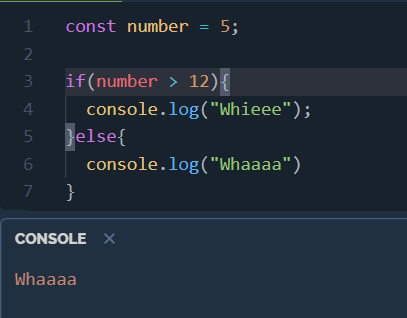 1 const number = 5;
2
3 if(number > 12){
4 console.log("Whieee");
5 }else{
6 console.log("Whaaaa")
7 }
CONSOLE ×
Whaaaa